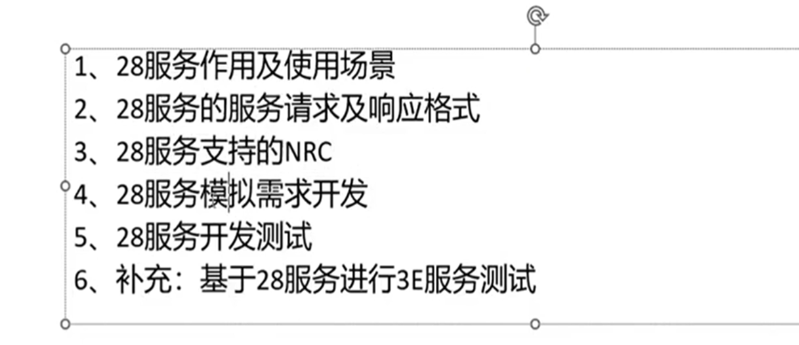 1、28服务作用及使用场景
2、28服务的服务请求及响应格式
3、28服务支持的NRC
4、28服务模拟需求开发
5、28服务开发测试
6、补充：基于28服务进行3E服务测试